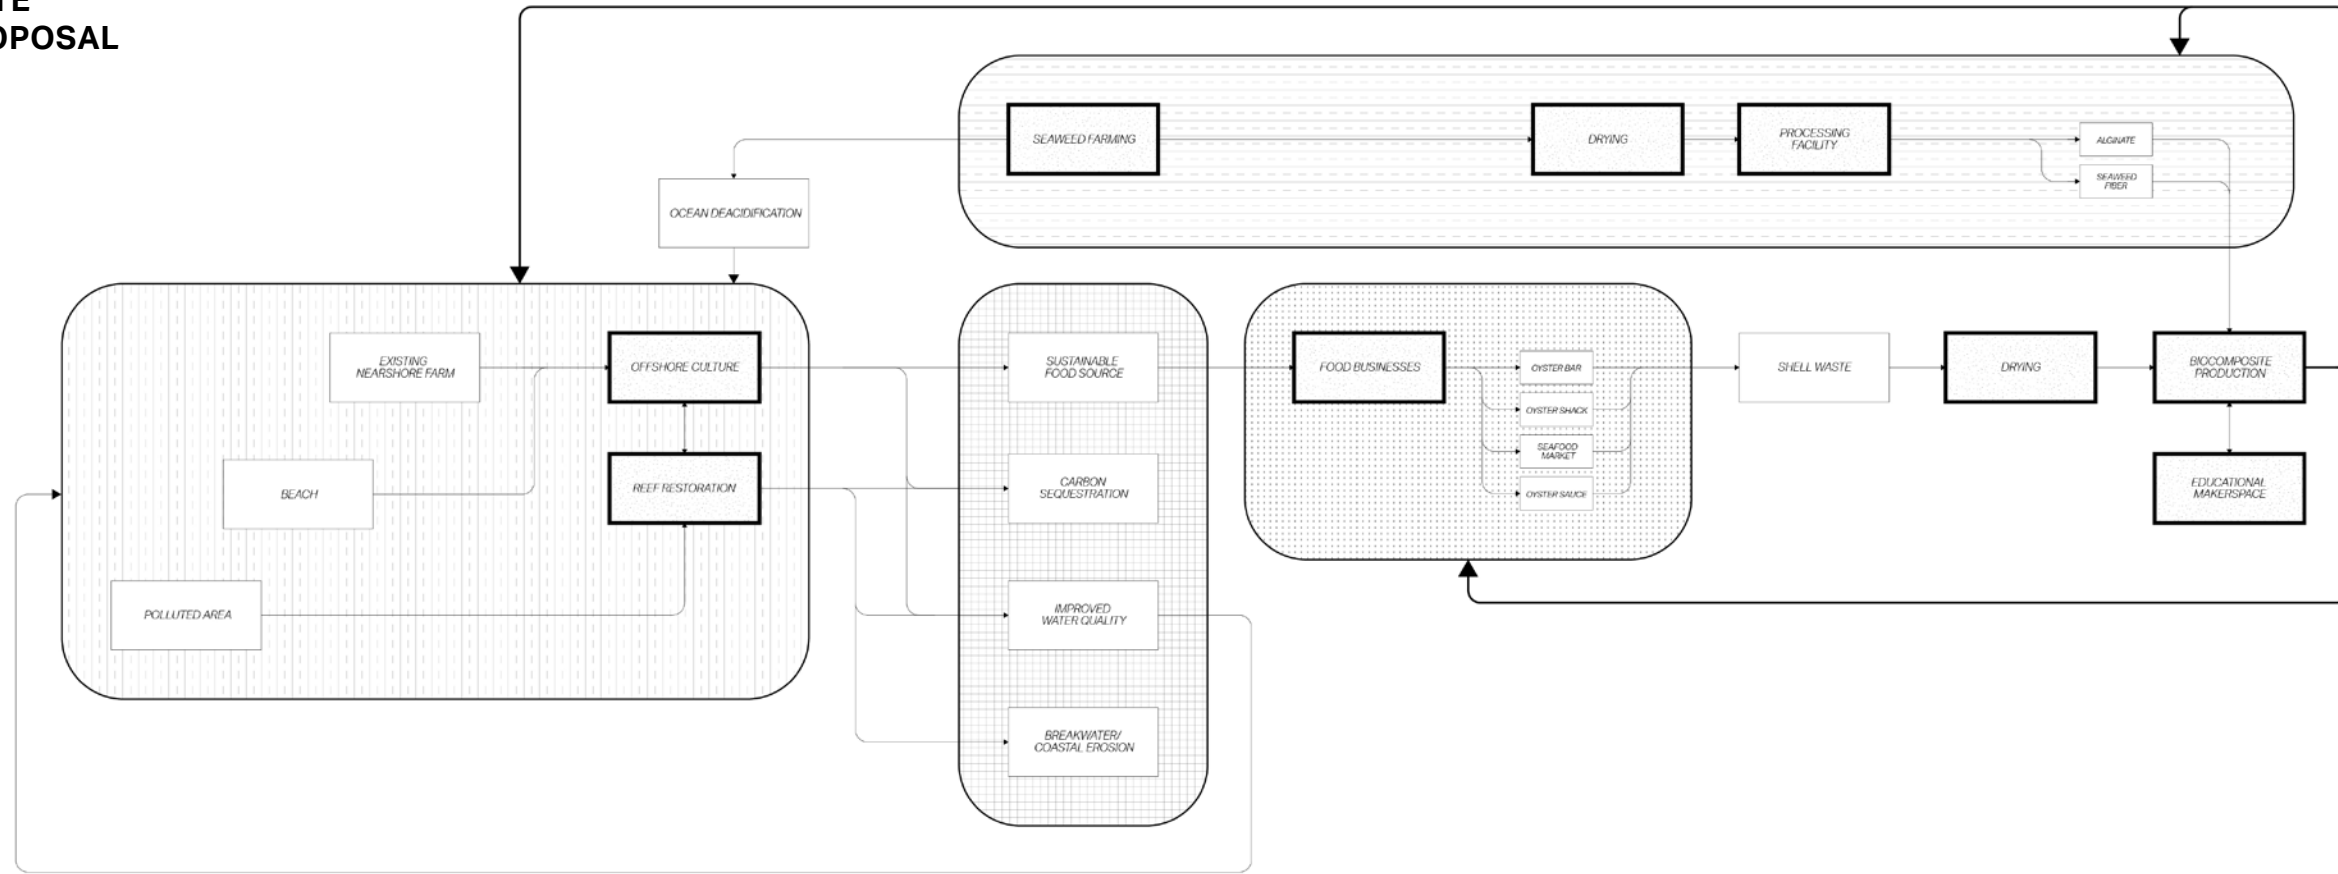 OPOSAL
SEAWEED FARMING
DRYING
PROCESSING
FACILITY
ALGINATE
SEAWEED
FIBER
OCEAN DEACIDIFICATION
EXISTING
NEARSHORE FARM
OFFSHORE CULTURE
SUSTAINABLE
FOOD SOURCE
FOOD BUSINESSES
OYSTER BAR
OYSTER SHACK
SEAFOOD
MARKET
OYSTER SAUCE
SHELL WASTE
DRYING
BIOCOMPOSITE
PRODUCTION
BEACH
REEF RESTORATION
CARBON
SEQUESTRATION
EDUCATIONAL
MAKERSPACE
POLLUTED AREA
IMPROVED
WATER QUALITY
BREAKWATER/
COASTAL EROSION